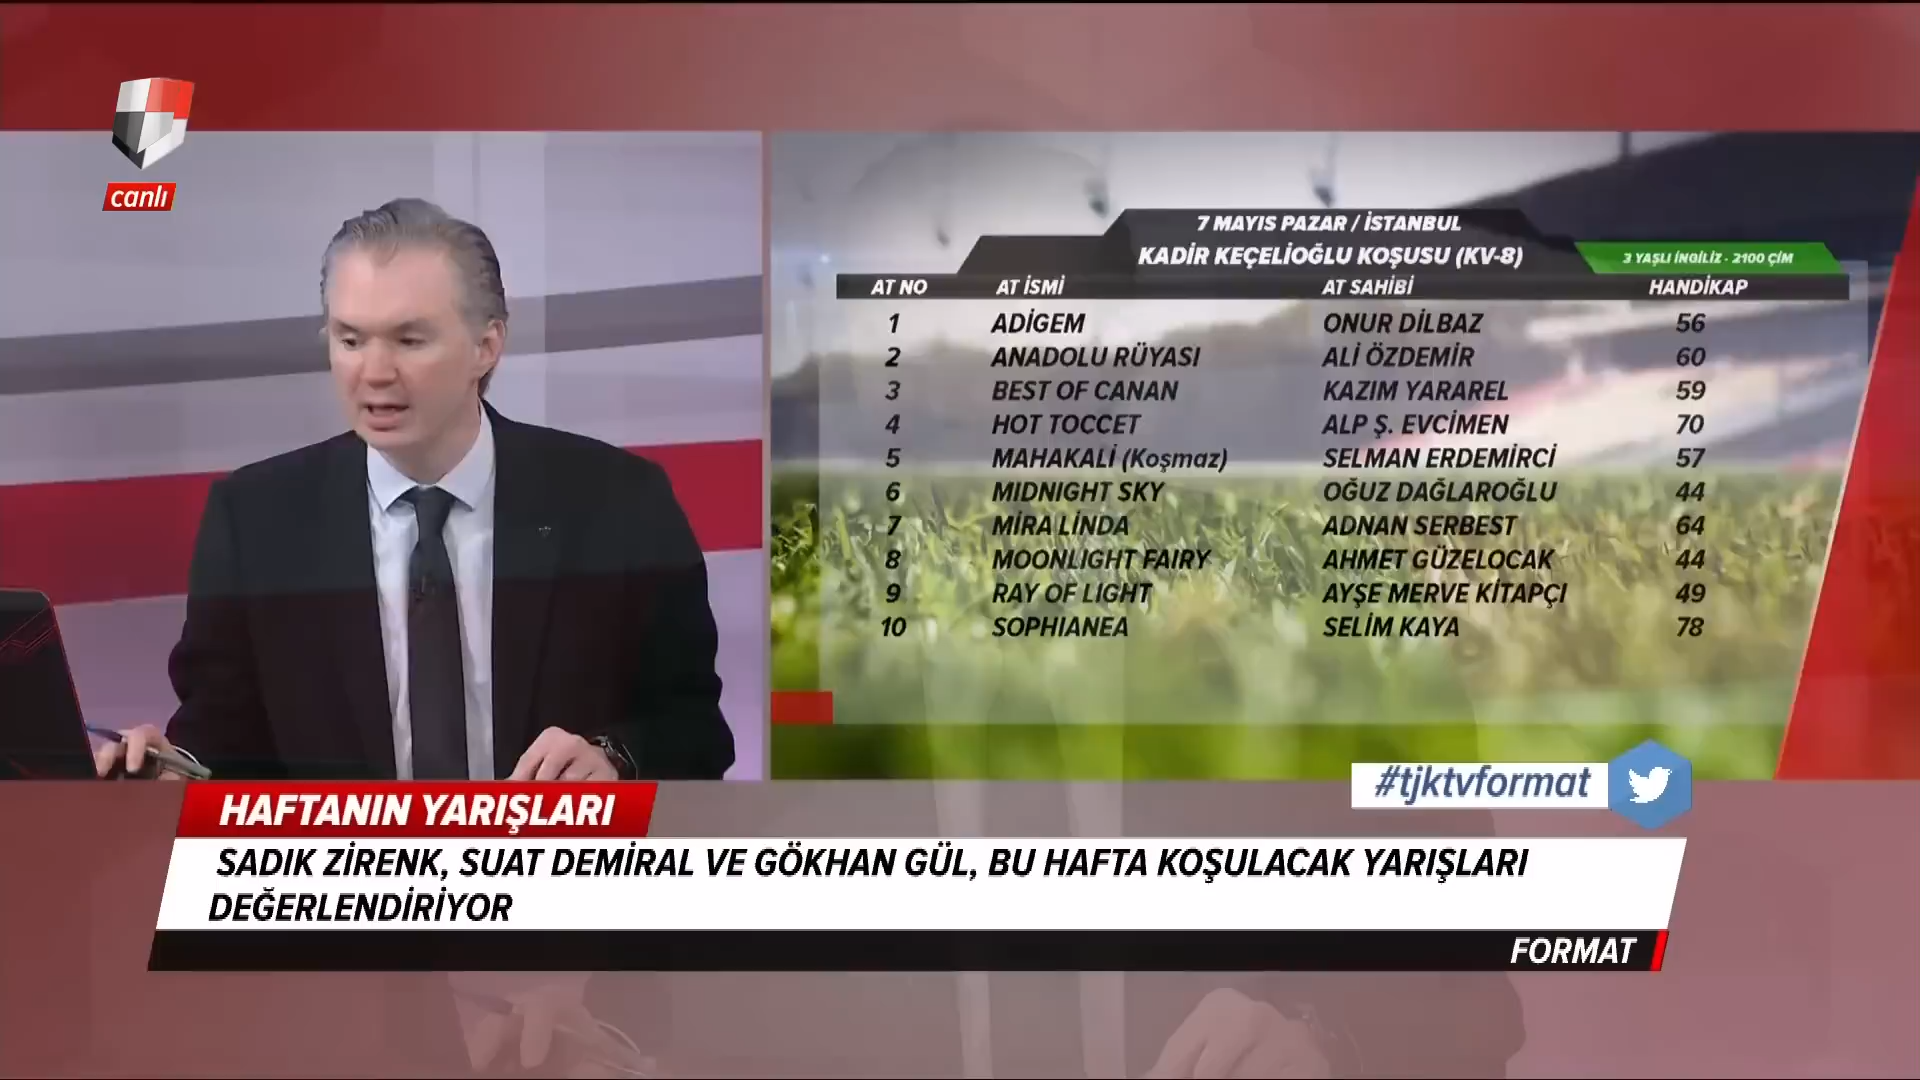 canlı
7 MAYIS PAZAR / İSTANBUL
KADİR KEÇELİOĞLU KOŞUSU (KV-8)
3 YAŞLI İNGİLİZ - 2100 ÇİM
AT NO AT İSMİ AT SAHİBİ HANDİKAP
1 ADİGEM ONUR DİLBAZ 56
2 ANADOLU RÜYASI ALİ ÖZDEMİR 60
3 BEST OF CANAN KAZIM YARAREL 59
4 HOT TOCCET ALP Ş. EVCİMEN 70
5 MAHAKALİ (Koşmaz) SELMAN ERDEMİRCİ 57
6 MIDNIGHT SKY OĞUZ DAĞLAROĞLU 44
7 MİRA LİNDA ADNAN SERBEST 64
8 MOONLIGHT FAIRY AHMET GÜZELOCAK 44
9 RAY OF LIGHT AYŞE MERVE KİTAPÇI 49
10 SOPHIANEA SELİM KAYA 78
#tjktvformat
HAFTANIN YARIŞLARI
SADIK ZİRENK, SUAT DEMİRAL VE GÖKHAN GÜL, BU HAFTA KOŞULACAK YARIŞLARI
DEĞERLENDİRİYOR
FORMAT